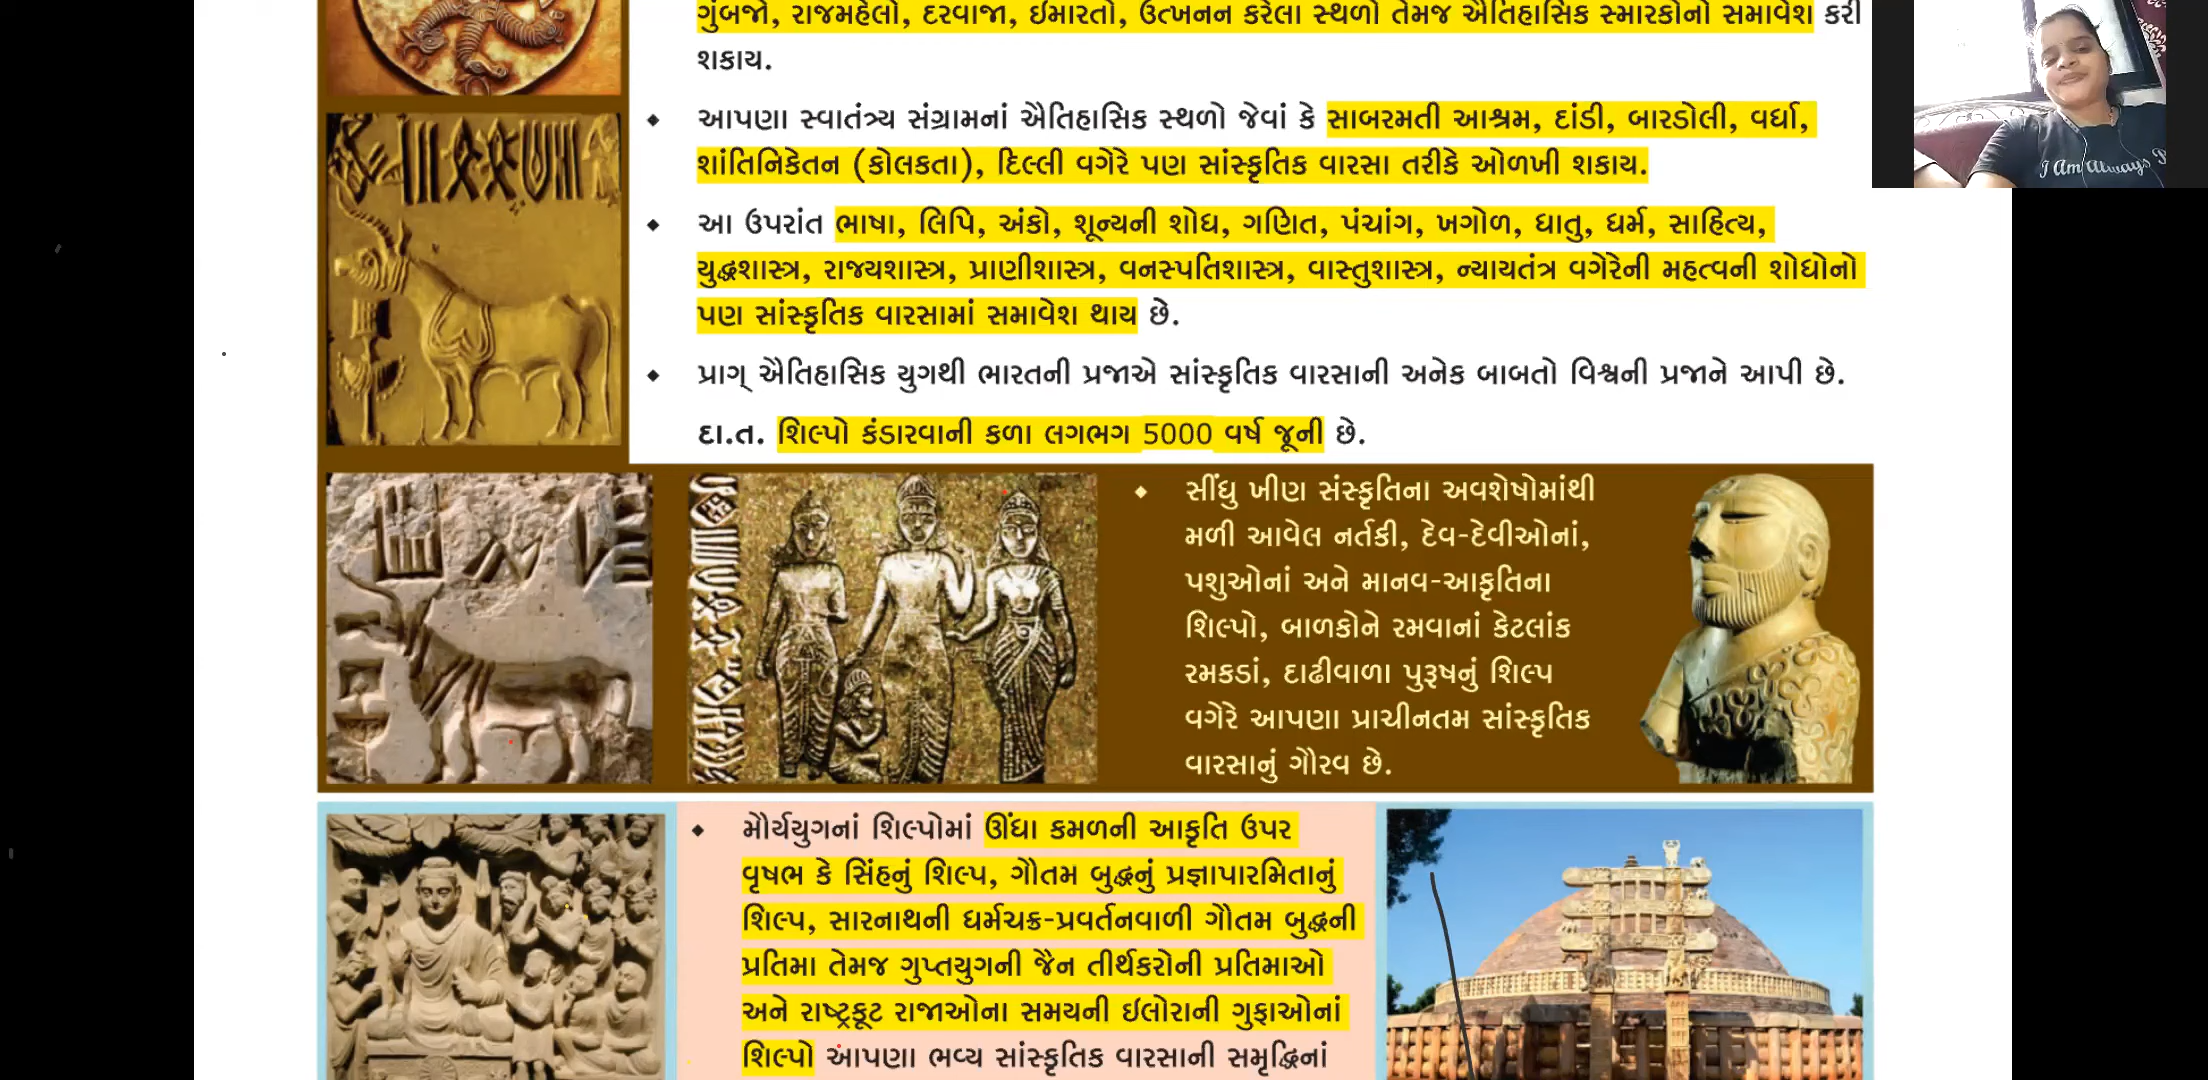 ગુંબજો, રાજમહેલો, દરવાજા, ઈમારતો, ઉત્ખનન કરેલા સ્થળો તેમજ ઐતિહાસિક સ્મારકોનો સમાવેશ કરી
શકાય.
આપણા સ્વાતંત્ર્ય સંગ્રામનાં ઐતિહાસિક સ્થળો જેવાં કે સાબરમતી આશ્રમ, દાંડી, બારડોલી, વર્ધા,
શાંતિનિકેતન (કોલકતા), દિલ્લી વગેરે પણ સાંસ્કૃતિક વારસા તરીકે ઓળખી શકાય.
આ ઉપરાંત ભાષા, લિપિ, અંકો, શૂન્યની શોધ, ગણિત, પંચાંગ, ખગોળ, ધાતુ, ધર્મ, સાહિત્ય,
યુદ્ધશાસ્ત્ર, રાજ્યશાસ્ત્ર, પ્રાણીશાસ્ત્ર, વનસ્પતિશાસ્ત્ર, વાસ્તુશાસ્ત્ર, ન્યાયતંત્ર વગેરેની મહત્વની શોધોનો
પણ સાંસ્કૃતિક વારસામાં સમાવેશ થાય છે.
પ્રાગ્ ઐતિહાસિક યુગથી ભારતની પ્રજાએ સાંસ્કૃતિક વારસાની અનેક બાબતો વિશ્વની પ્રજાને આપી છે.
દા.ત. શિલ્પો કંડારવાની કળા લગભગ 5000 વર્ષ જૂની છે.
સીંધુ ખીણ સંસ્કૃતિના અવશેષોમાંથી
મળી આવેલ નર્તકી, દેવ-દેવીઓનાં,
પશુઓનાં અને માનવ-આકૃતિના
શિલ્પો, બાળકોને રમવાનાં કેટલાંક
રમકડાં, દાઢીવાળા પુરૂષનું શિલ્પ
વગેરે આપણા પ્રાચીનતમ સાંસ્કૃતિક
વારસાનું ગૌરવ છે.
મૌર્યયુગનાં શિલ્પોમાં ઊંધા કમળની આકૃતિ ઉપર
વૃષભ કે સિંહનું શિલ્પ, ગૌતમ બુદ્ધનું પ્રજ્ઞાપારમિતાનું
શિલ્પ, સારનાથની ધર્મચક્ર-પ્રવર્તનવાળી ગૌતમ બુદ્ધની
પ્રતિમા તેમજ ગુપ્તયુગની જૈન તીર્થકરોની પ્રતિમાઓ
અને રાષ્ટ્રકૂટ રાજાઓના સમયની ઈલોરાની ગુફાઓનાં
શિલ્પો આપણા ભવ્ય સાંસ્કૃતિક વારસાની સમૃદ્ધિનાં
I Am Always